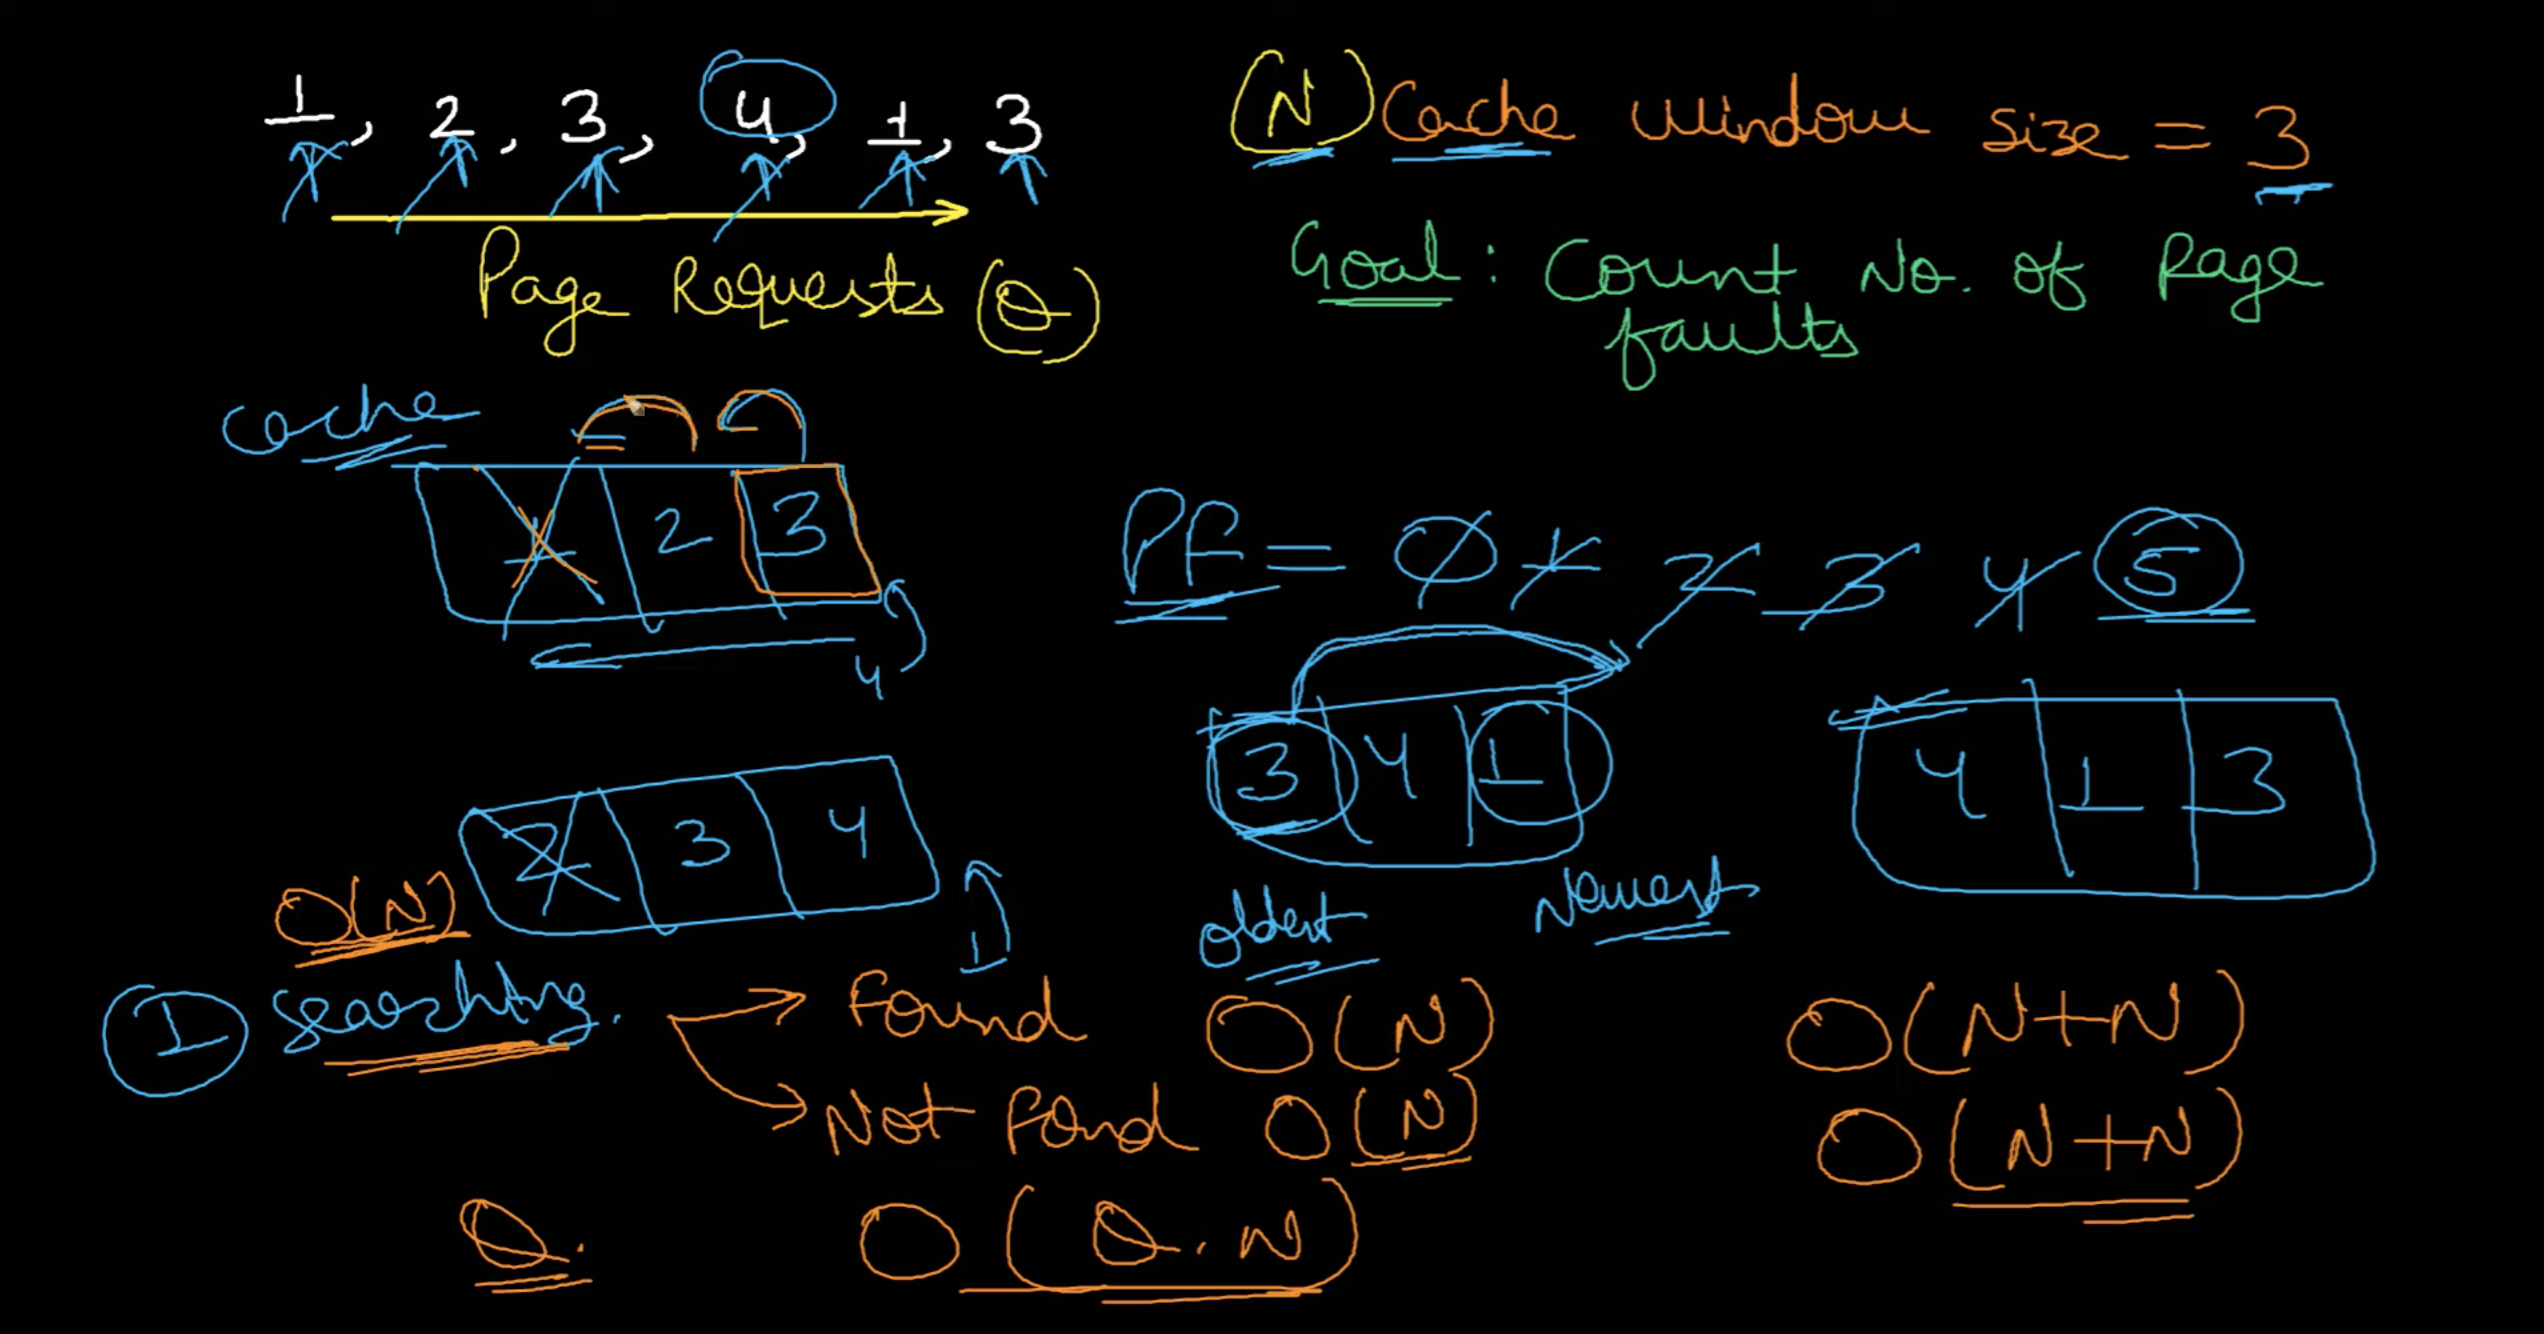 1, 2, 3, 4, 1, 3
Page Requests (Q)
(N) Cache Window Size = 3
Goal: Count No. of Page
faults
Cache
1 2 3
4
PF = 0 1 2 3 4 5
2 3 4
1
3 4 1
oldest Newest
4 1 3
O(N)
1 Searching.
Found O(N) O(N+N)
Not Fond O(N) O(N+N)
Q. O(Q.N)